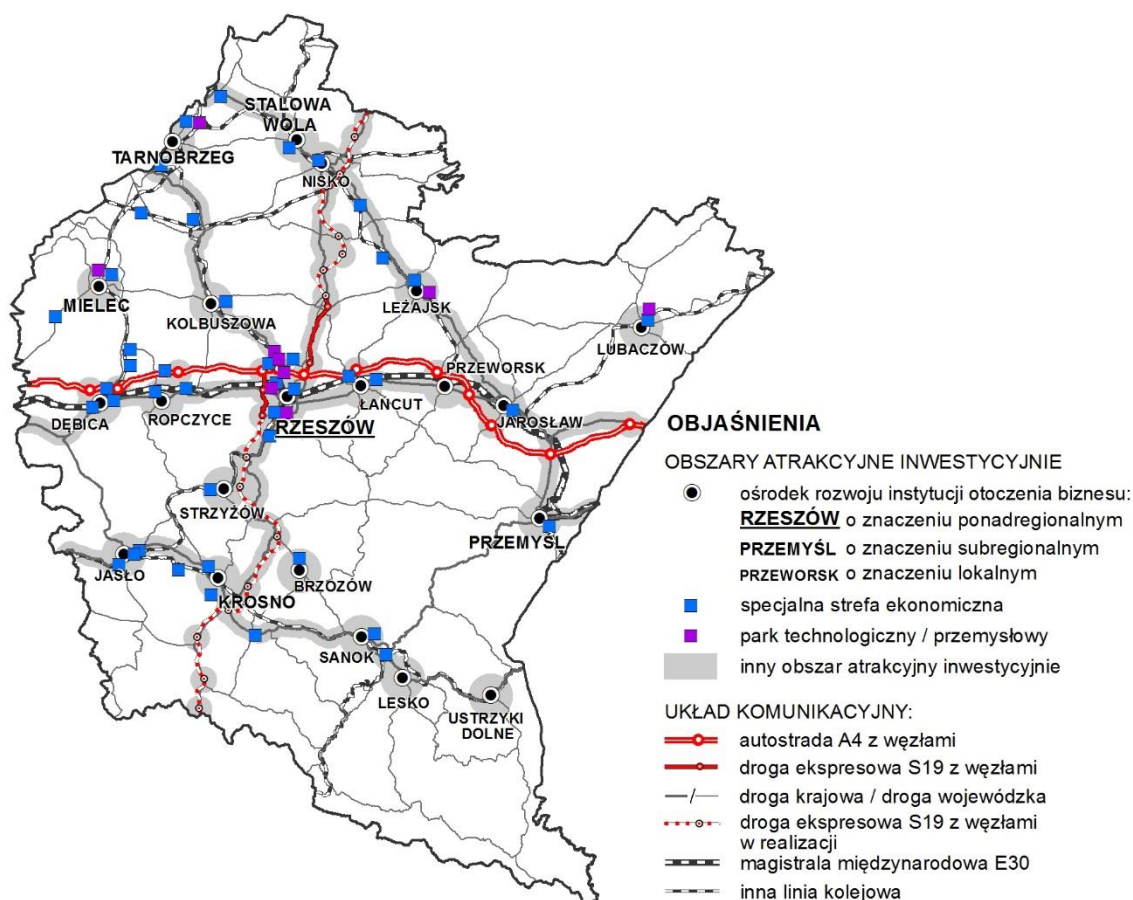 STALOWA
WOLA
TARNOBRZEG
NISKO
MIELEC
KOLBUSZOWA
LEŻAJSK
LUBACZÓW
PRZEWORSK
ŁAŃCUT
JAROSŁAW
DĘBICA
ROPCZYCE
RZESZÓW
STRZYŻÓW
PRZEMYŚL
JASŁO
BRZOZÓW
KROSNO
SANOK
LESKO
USTRZYKI
DOLNE
OBJAŚNIENIA
OBSZARY ATRAKCYJNE INWESTYCYJNIE
ośrodek rozwoju instytucji otoczenia biznesu:
RZESZÓW o znaczeniu ponadregionalnym
PRZEMYŚL o znaczeniu subregionalnym
PRZEWORSK o znaczeniu lokalnym
specjalna strefa ekonomiczna
park technologiczny / przemysłowy
inny obszar atrakcyjny inwestycyjnie
UKŁAD KOMUNIKACYJNY:
autostrada A4 z węzłami
droga ekspresowa S19 z węzłami
droga krajowa / droga wojewódzka
droga ekspresowa S19 z węzłami
w realizacji
magistrala międzynarodowa E30
inna linia kolejowa